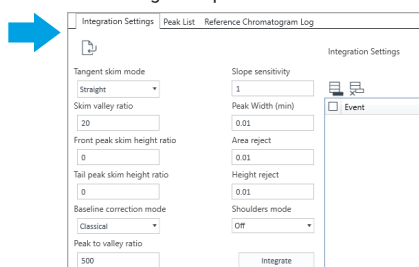 Integration Settings Peak List Reference Chromatogram Log
Integration Settings
Tangent skim mode Slope sensitivity
Straight 1
Skim valley ratio Peak Width (min)
20 0.01
Event
Front peak skim height ratio Area reject
0 0.01
Tail peak skim height ratio Height reject
0 0.01
Baseline correction mode Shoulders mode
Classical Off
Peak to valley ratio
500 Integrate